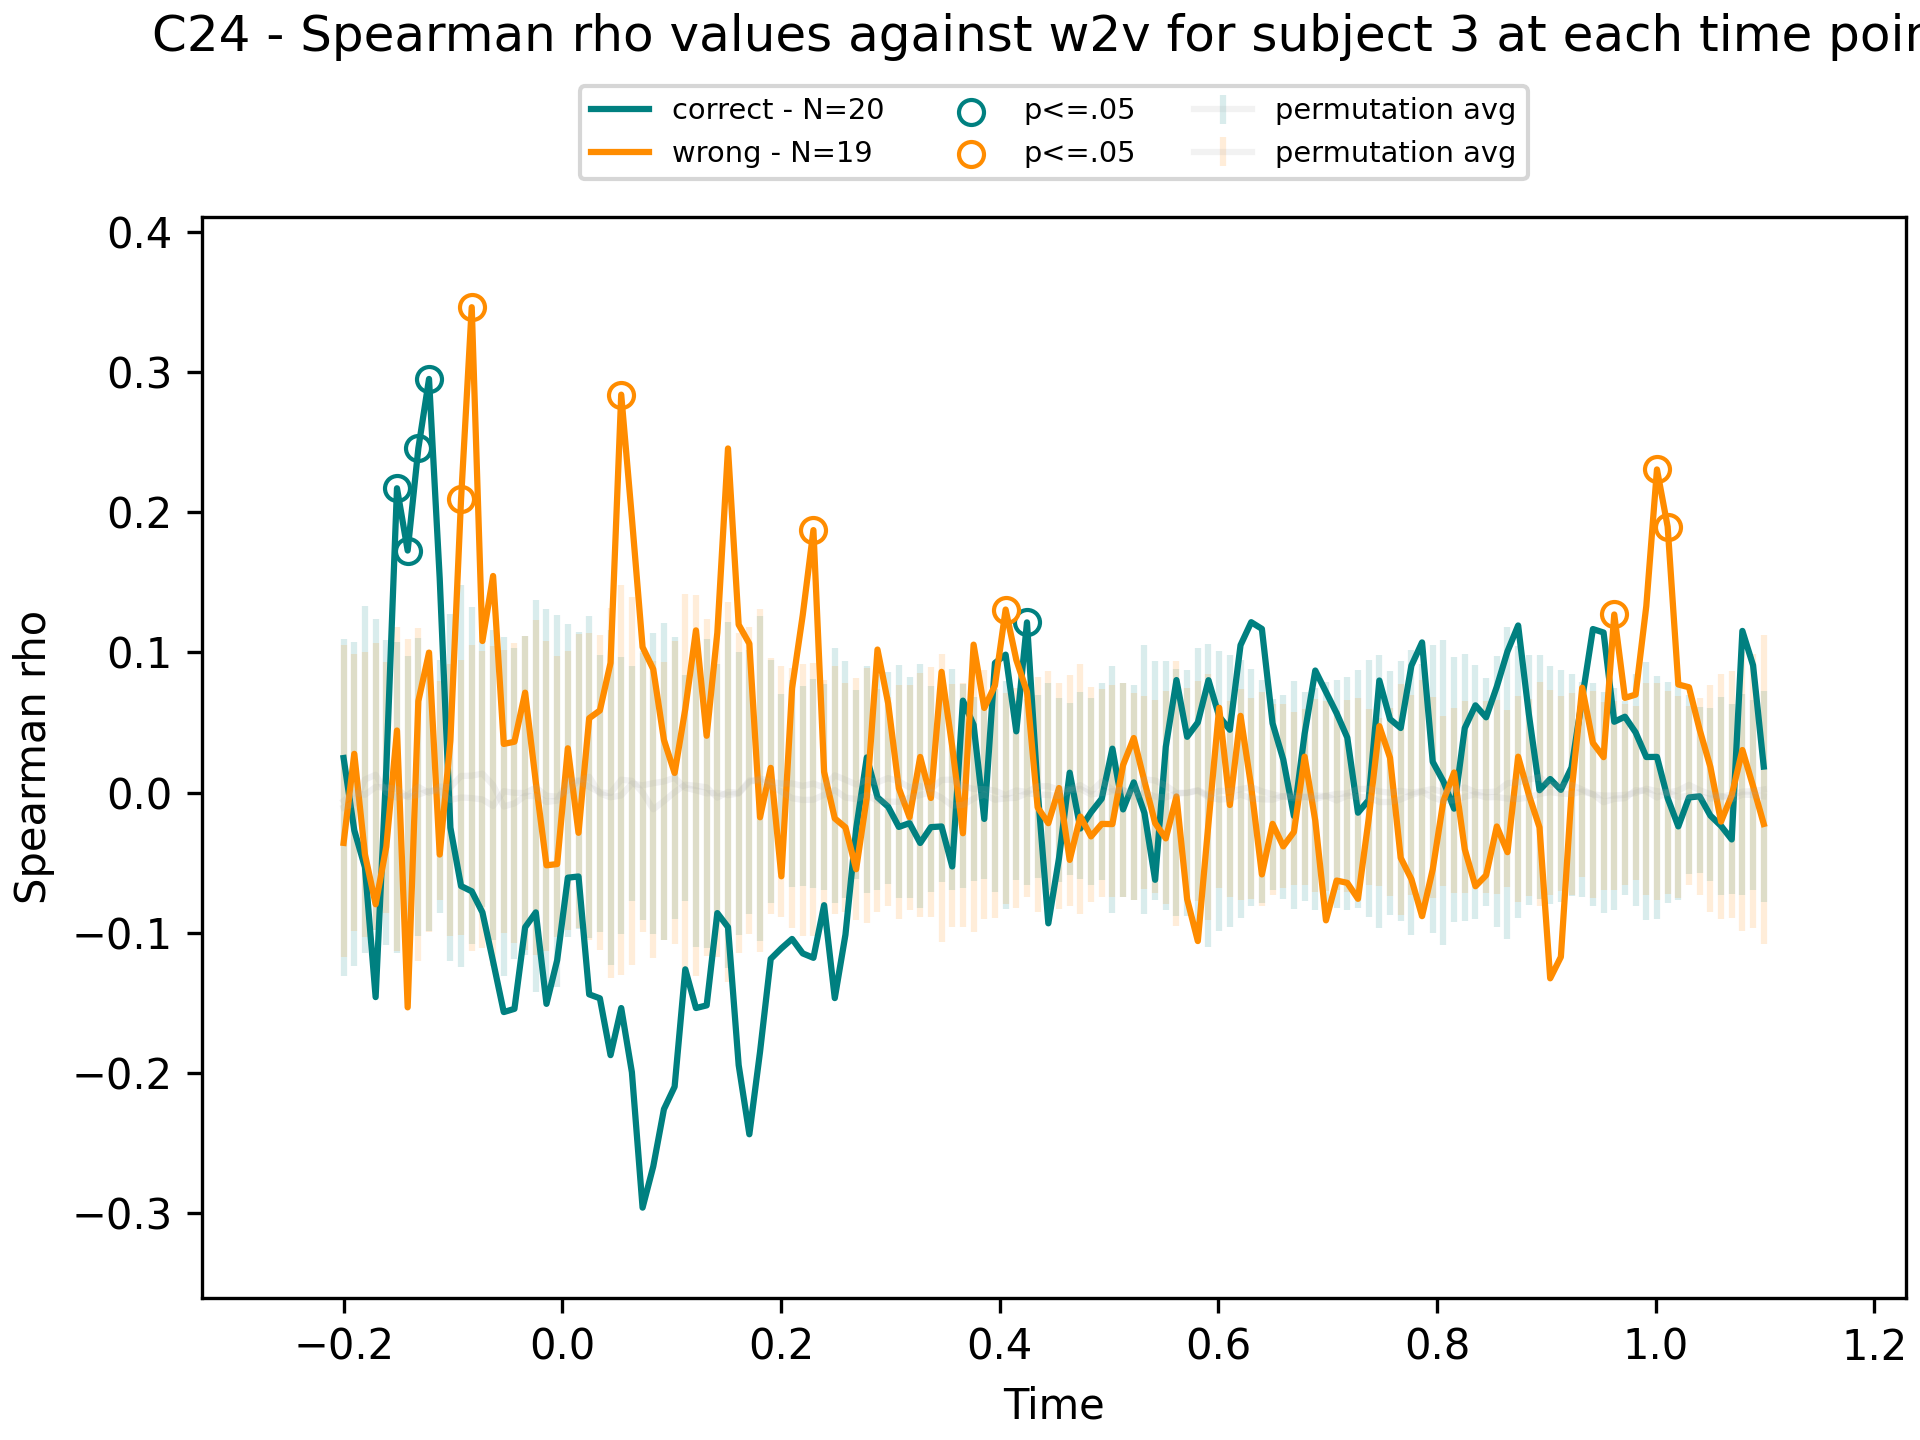 C24 - Spearman rho values against w2v for subject 3 at each time poin
correct - N=20
wrong - N=19
p<=.05
p<=.05
permutation avg
permutation avg
Spearman rho
0.4
0.3
0.2
0.1
0.0
−0.1
−0.2
−0.3
−0.2 0.0 0.2 0.4 0.6 0.8 1.0 1.2
Time